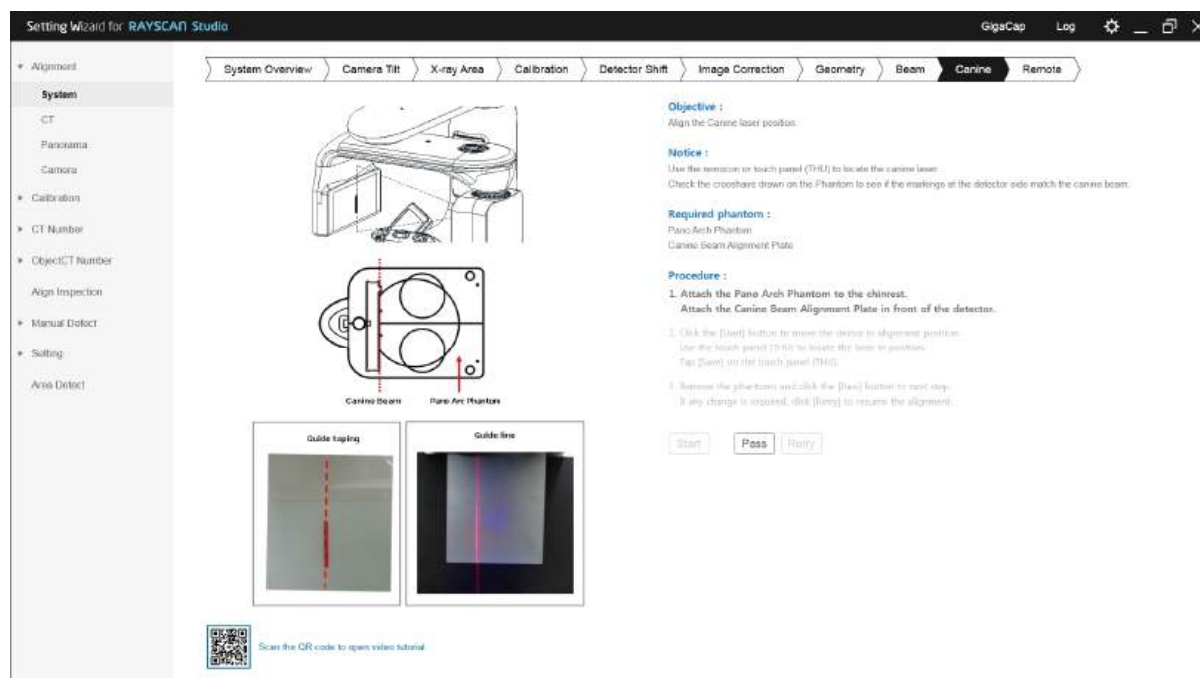 Setting Wizard for RAYSCAN Studio
GigaCap
Log
Alignment
System
CT
Panorama
Camera
Calibration
CT Number
ObjectCT Number
Align Inspection
Manual Defect
Setting
Area Detect
System Overview
Camera Tilt
X-ray Area
Calibration
Detector Shift
Image Correction
Geometry
Beam
Canine
Remote
Canine Beam
Pano Arc Phantom
Guide taping
Guide line
Scan the QR code to open video tutorial
Objective :
Align the Canine laser position.
Notice :
Use the remocon or touch panel (THU) to locate the canine laser.
Check the crosshairs drawn on the Phantom to see if the markings at the detector side match the canine beam.
Required phantom :
Pano Arch Phantom
Canine Beam Alignment Plate
Procedure :
1. Attach the Pano Arch Phantom to the chinrest.
Attach the Canine Beam Alignment Plate in front of the detector.
2. Click the [Start] button to move the device to alignment position.
Use the touch panel (THU) to locate the laser in position.
Tap [Save] on the touch panel (THU).
3. Remove the phantoms and click the [Pass] button to next step.
If any change is required, click [Retry] to resume the alignment.
Start
Pass
Retry